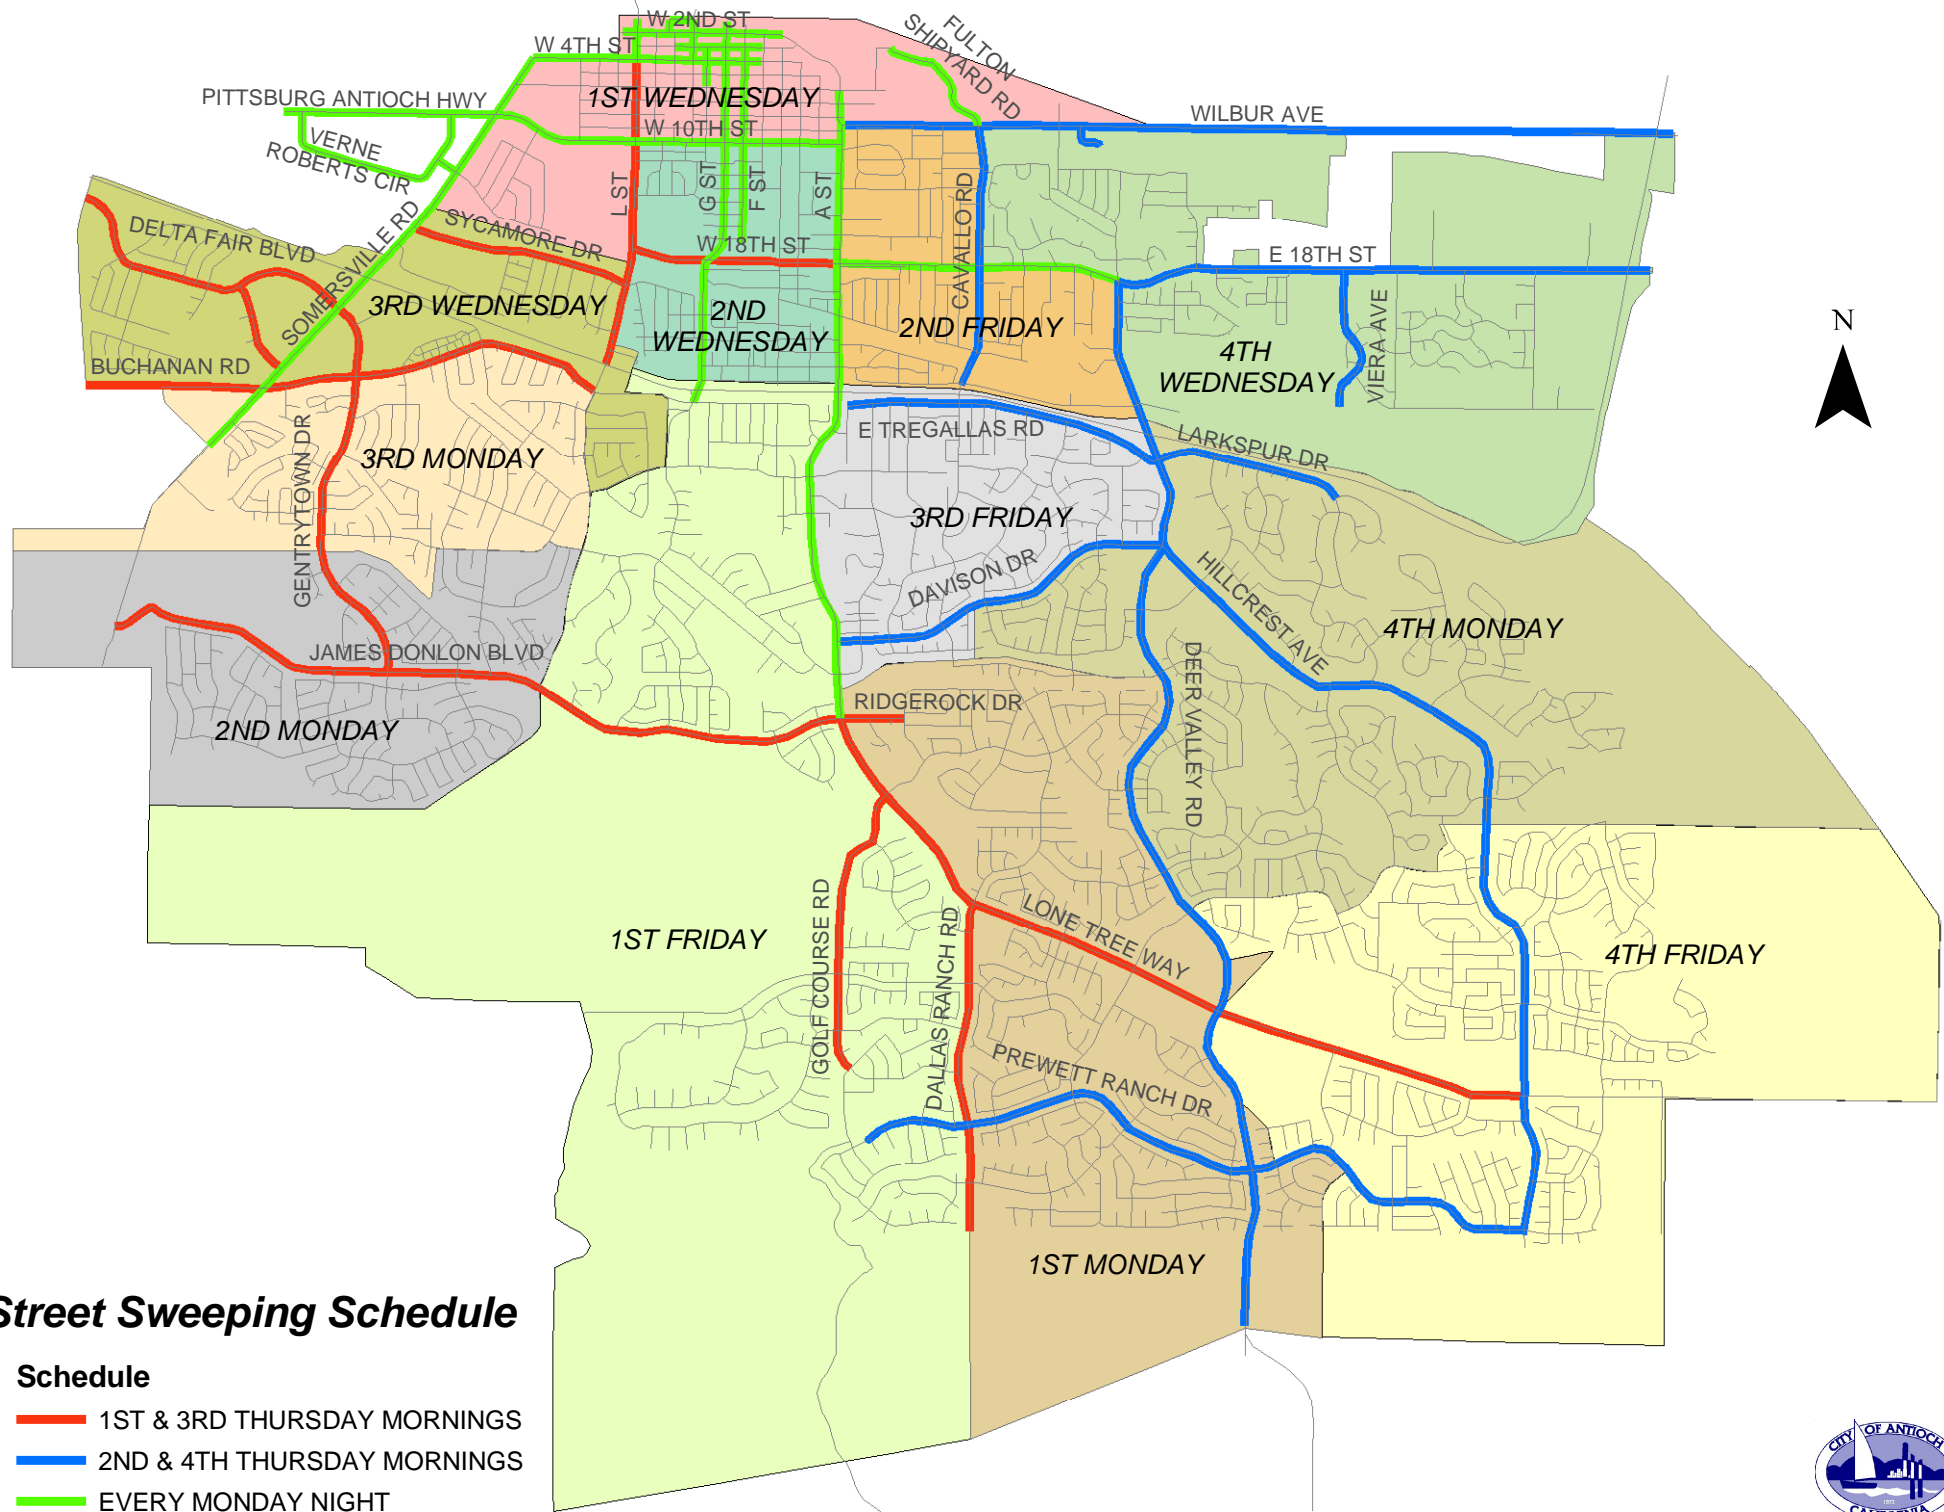 W 2ND ST
FULTON
SHIPYARD RD
W 4TH ST
PITTSBURG ANTIOCH HWY
1ST WEDNESDAY
WILBUR AVE
W 10TH ST
VERNE
ROBERTS CIR
L ST
G ST
F ST
A ST
CAVALLO RD
DELTA FAIR BLVD
SOMERSVILLE RD
SYCAMORE DR
W 18TH ST
E 18TH ST
3RD WEDNESDAY
2ND
WEDNESDAY
2ND FRIDAY
4TH
WEDNESDAY
VIERA AVE
N
BUCHANAN RD
GENTRYTOWN DR
3RD MONDAY
E TREGALLAS RD
LARKSPUR DR
3RD FRIDAY
DAVISON DR
HILLCREST AVE
4TH MONDAY
JAMES DONLON BLVD
DEER VALLEY RD
2ND MONDAY
RIDGEROCK DR
1ST FRIDAY
GOLF COURSE RD
DALLAS RANCH RD
LONE TREE WAY
4TH FRIDAY
PREWETT RANCH DR
1ST MONDAY
Street Sweeping Schedule
Schedule
1ST & 3RD THURSDAY MORNINGS
2ND & 4TH THURSDAY MORNINGS
EVERY MONDAY NIGHT
CITY OF ANTIOCH
CALIFORNIA